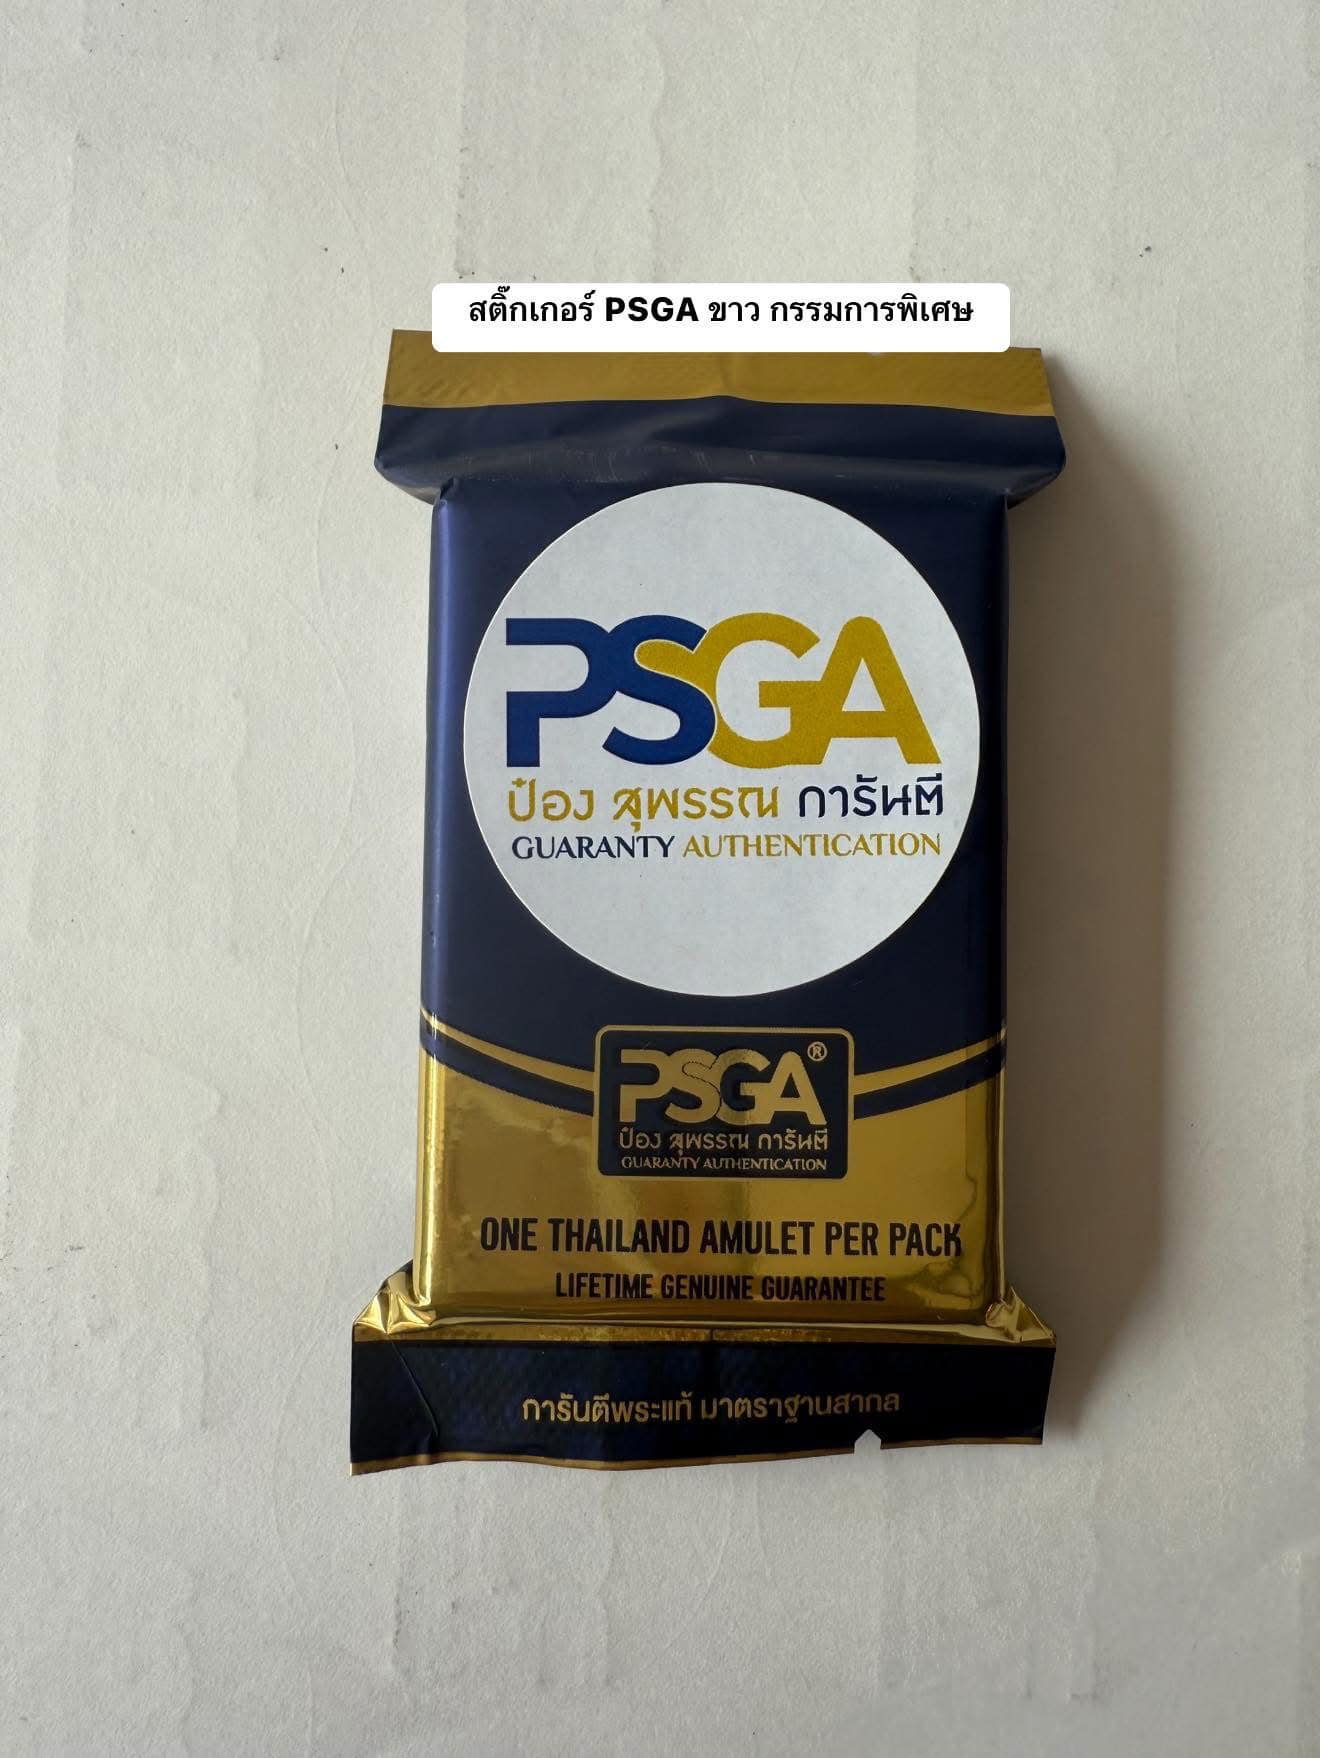 สติ๊กเกอร์ PSGA ขาว กรรมการพิเศษ
PSGA
ป๋อง สุพรรณ การันตี
GUARANTY AUTHENTICATION
PSGA®
ป๋อง สุพรรณ การันตี
GUARANTY AUTHENTICATION
ONE THAILAND AMULET PER PACK
LIFETIME GENUINE GUARANTEE
การันตีพระแท้ มาตราฐานสากล